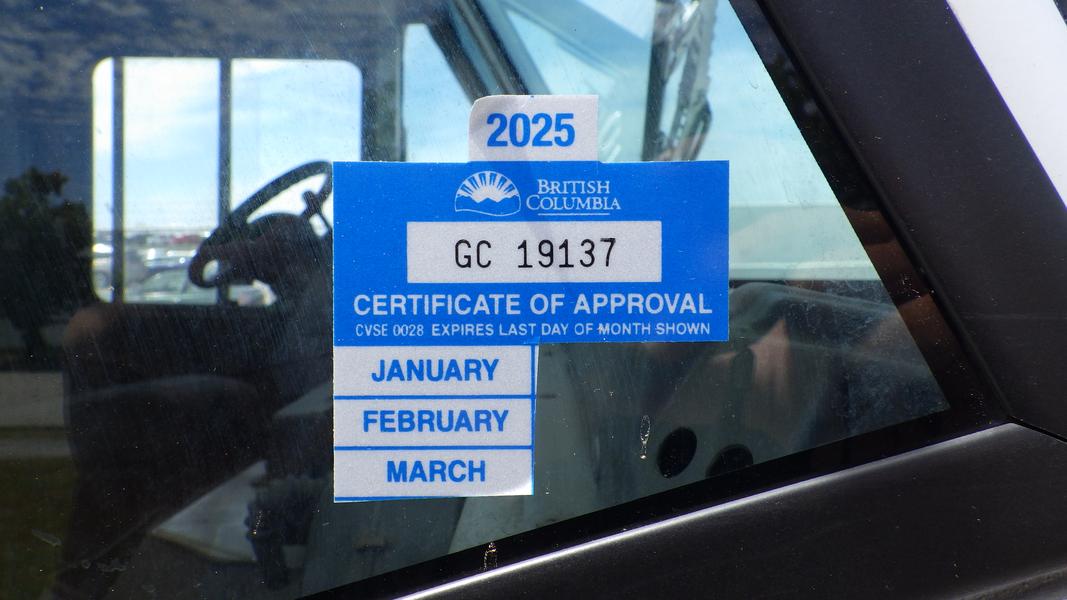 2025
BRITISH
COLUMBIA
GC 19137
CERTIFICATE OF APPROVAL
CVSE 0028 EXPIRES LAST DAY OF MONTH SHOWN
JANUARY
FEBRUARY
MARCH